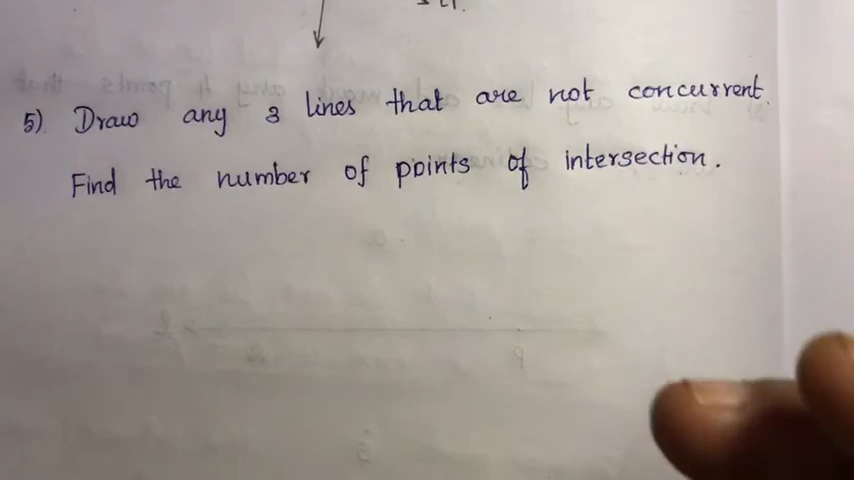 5). Draw any 3 lines that are not concurrent.
Find the number of points of intersection.